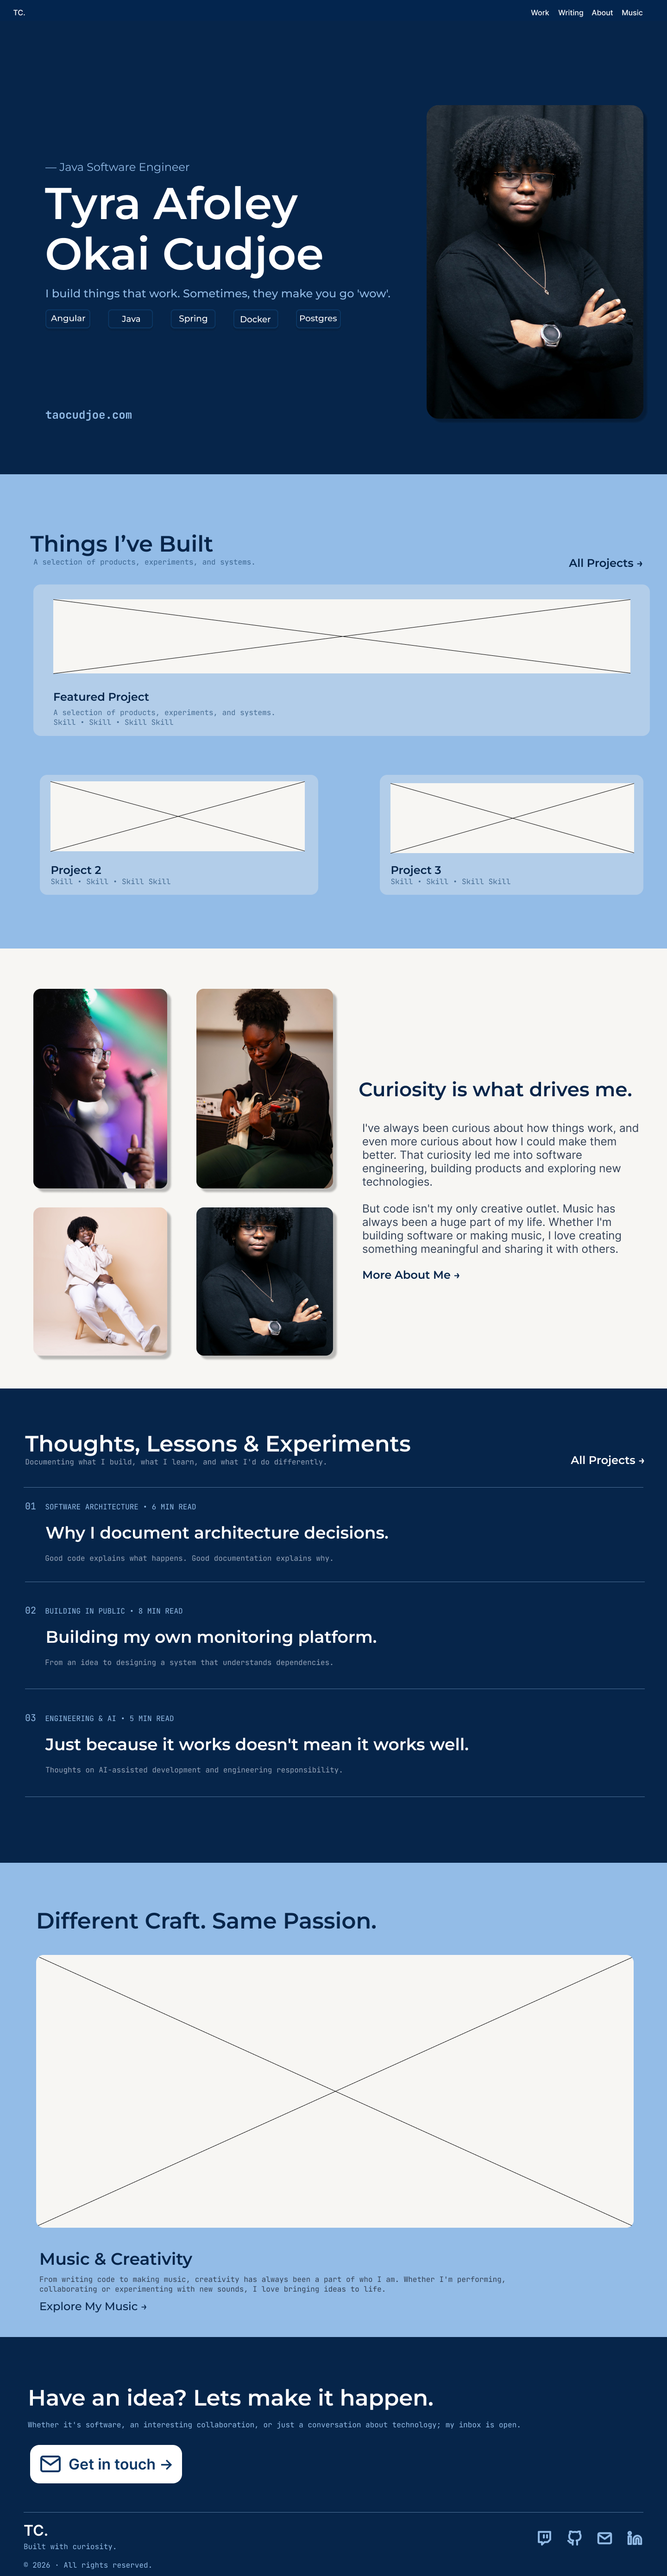 TC.
Work Writing About Music
— Java Software Engineer
Tyra Afoley
Okai Cudjoe
I build things that work. Sometimes, they make you go 'wow'.
Angular Java Spring Docker Postgres
taocudjoe.com
Things I’ve Built
A selection of products, experiments, and systems.
All Projects →
Featured Project
A selection of products, experiments, and systems.
Skill • Skill • Skill Skill
Project 2
Skill • Skill • Skill Skill
Project 3
Skill • Skill • Skill Skill
Curiosity is what drives me.
I've always been curious about how things work, and
even more curious about how I could make them
better. That curiosity led me into software
engineering, building products and exploring new
technologies.
But code isn't my only creative outlet. Music has
always been a huge part of my life. Whether I'm
building software or making music, I love creating
something meaningful and sharing it with others.
More About Me →
Thoughts, Lessons & Experiments
Documenting what I build, what I learn, and what I'd do differently.
All Projects →
01 SOFTWARE ARCHITECTURE • 6 MIN READ
Why I document architecture decisions.
Good code explains what happens. Good documentation explains why.
02 BUILDING IN PUBLIC • 8 MIN READ
Building my own monitoring platform.
From an idea to designing a system that understands dependencies.
03 ENGINEERING & AI • 5 MIN READ
Just because it works doesn't mean it works well.
Thoughts on AI-assisted development and engineering responsibility.
Different Craft. Same Passion.
Music & Creativity
From writing code to making music, creativity has always been a part of who I am. Whether I'm performing,
collaborating or experimenting with new sounds, I love bringing ideas to life.
Explore My Music →
Have an idea? Lets make it happen.
Whether it's software, an interesting collaboration, or just a conversation about technology; my inbox is open.
Get in touch →
TC.
Built with curiosity.
© 2026 · All rights reserved.